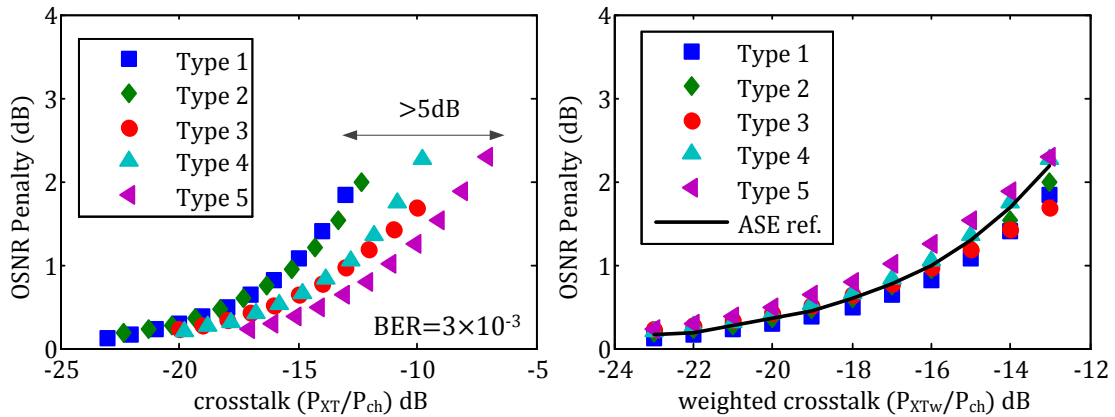 4
3
2
1
0
OSNR Penalty (dB)
Type 1
Type 2
Type 3
Type 4
Type 5
>5dB
BER=3×10⁻³
-25
-20
-15
-10
-5
crosstalk (P_XT/P_ch) dB
4
3
2
1
0
OSNR Penalty (dB)
Type 1
Type 2
Type 3
Type 4
Type 5
ASE ref.
-24
-22
-20
-18
-16
-14
-12
weighted crosstalk (P_XTw/P_ch) dB